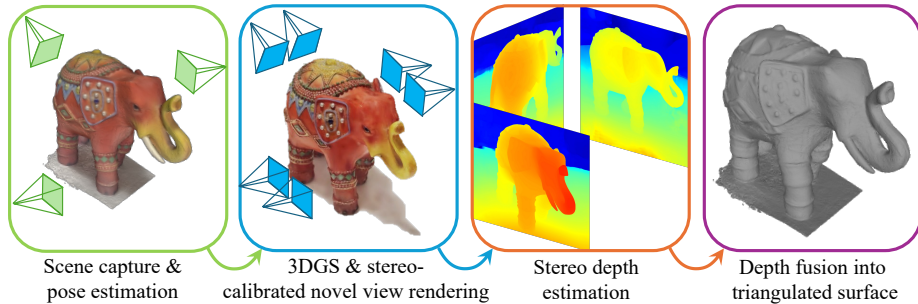 Scene capture &
pose estimation
3DGS & stereo-
calibrated novel view rendering
Stereo depth
estimation
Depth fusion into
triangulated surface